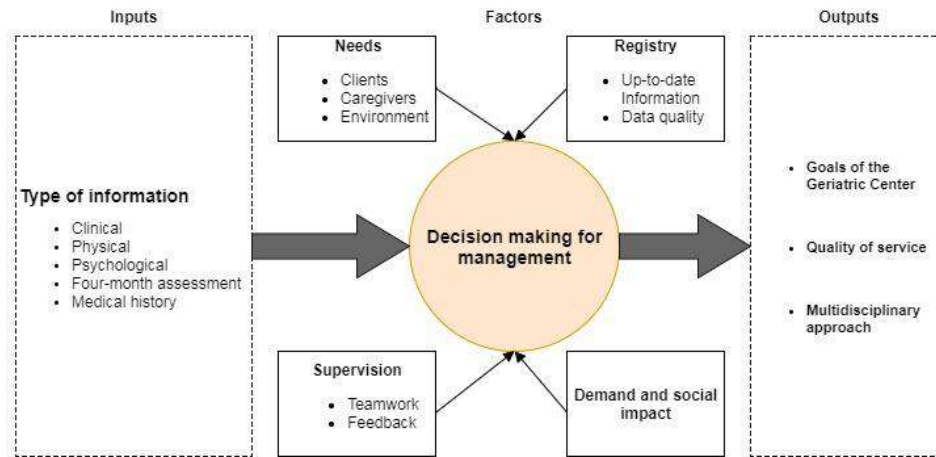 Inputs
Factors
Outputs
Type of information
• Clinical
• Physical
• Psychological
• Four-month assessment
• Medical history
Needs
• Clients
• Caregivers
• Environment
Registry
• Up-to-date
Information
• Data quality
Decision making for
management
Supervision
• Teamwork
• Feedback
Demand and social
impact
• Goals of the
Geriatric Center
• Quality of service
• Multidisciplinary
approach